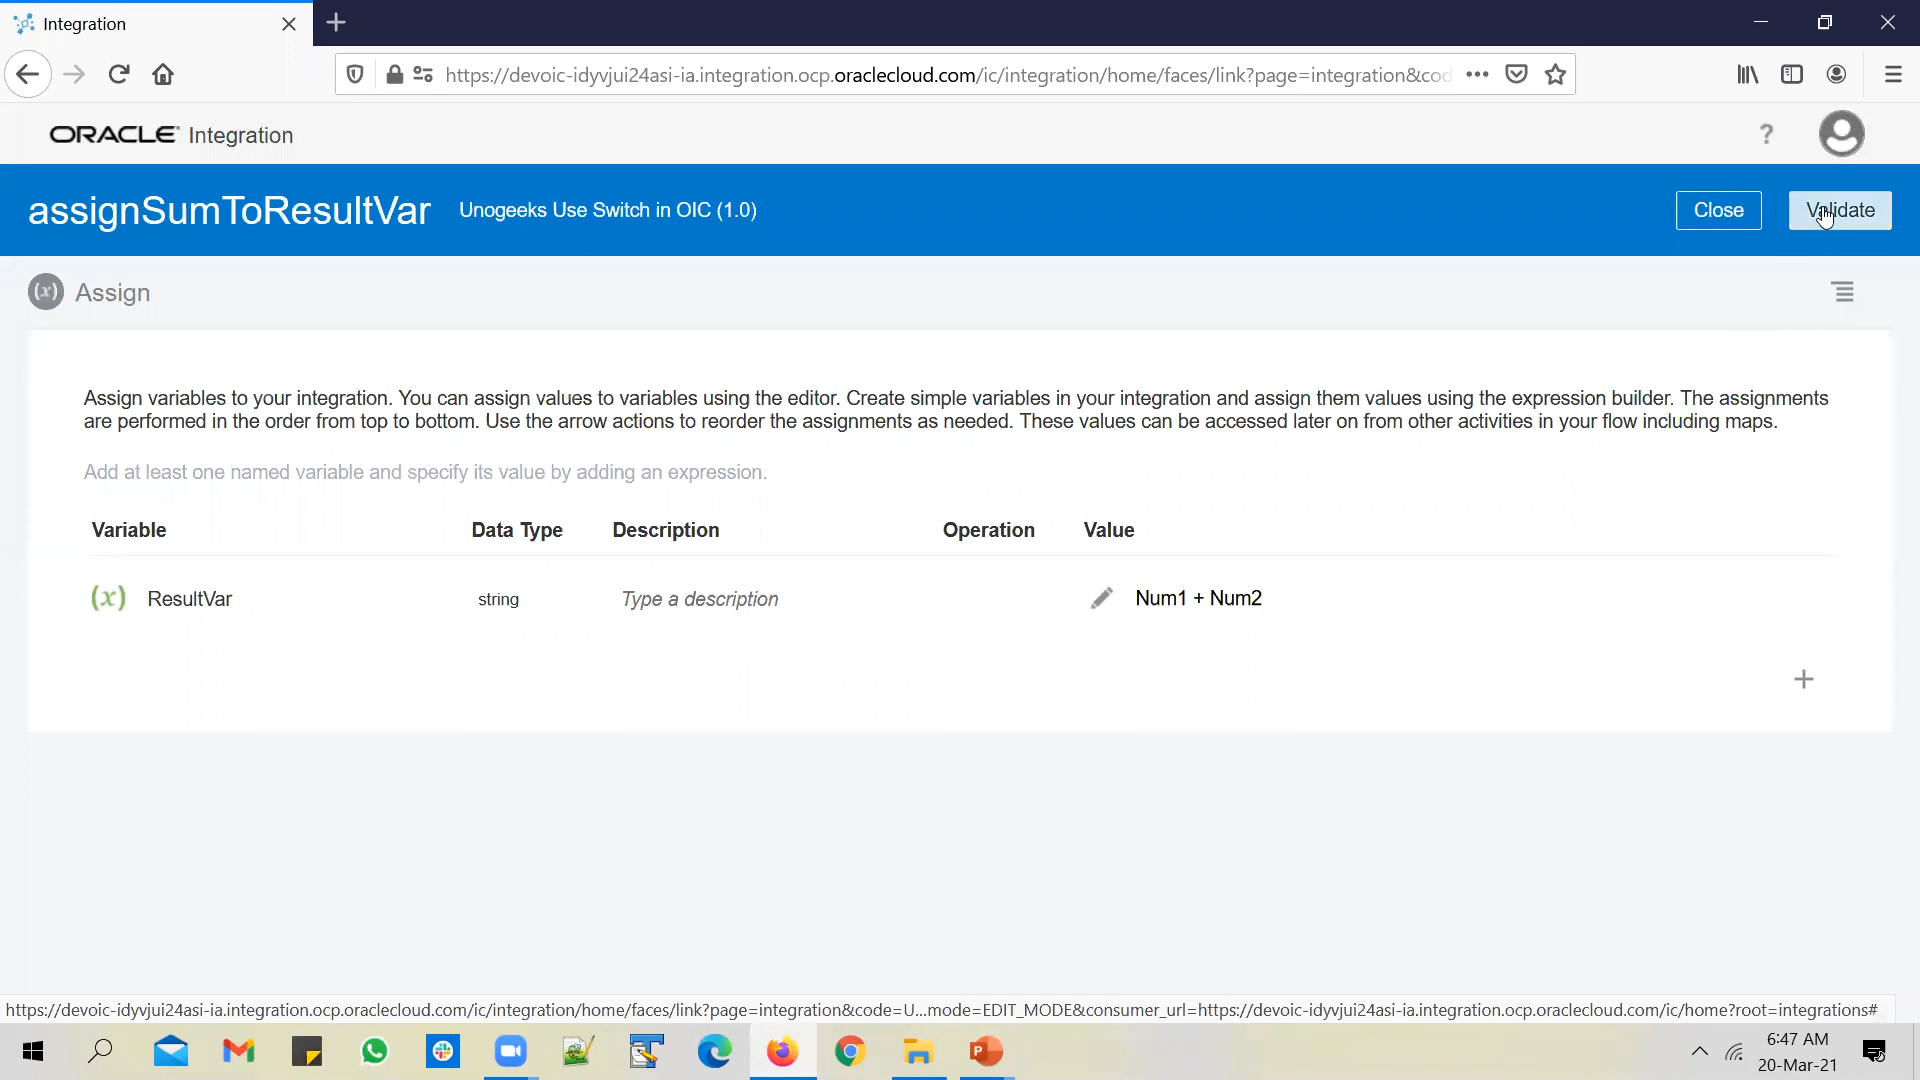 Integration
https://devoic-idyvjui24asi-ia.integration.ocp.oraclecloud.com/ic/integration/home/faces/link?page=integration&cod
ORACLE Integration
?
assignSumToResultVar Unogeeks Use Switch in OIC (1.0) Close Validate
(x) Assign
Assign variables to your integration. You can assign values to variables using the editor. Create simple variables in your integration and assign them values using the expression builder. The assignments
are performed in the order from top to bottom. Use the arrow actions to reorder the assignments as needed. These values can be accessed later on from other activities in your flow including maps.
Add at least one named variable and specify its value by adding an expression.
Variable Data Type Description Operation Value
(x) ResultVar string Type a description Num1 + Num2
https://devoic-idyvjui24asi-ia.integration.ocp.oraclecloud.com/ic/integration/home/faces/link?page=integration&code=U...mode=EDIT_MODE&consumer_url=https://devoic-idyvjui24asi-ia.integration.ocp.oraclecloud.com/ic/home?root=integrations#
6:47 AM
20-Mar-21